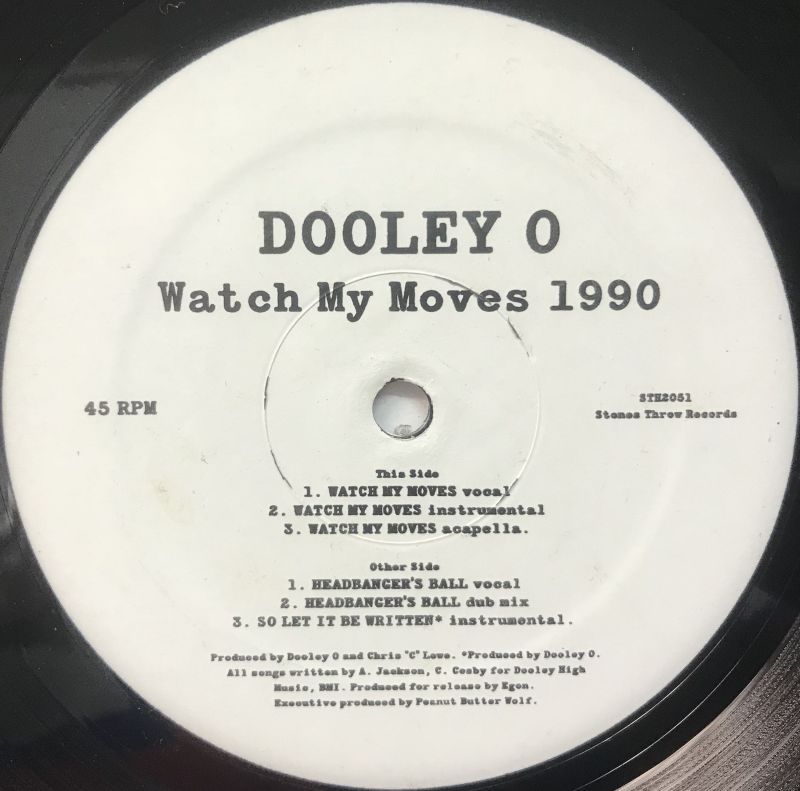 DOOLEY O
Watch My Moves 1990
45 RPM
STH2051
Stones Throw Records
This Side
1. WATCH MY MOVES vocal
2. WATCH MY MOVES instrumental
3. WATCH MY MOVES acapella.
Other Side
1. HEADBANGER'S BALL vocal
2. HEADBANGER'S BALL dub mix
3. SO LET IT BE WRITTEN* instrumental.
Produced by Dooley O and Chris "C" Lowe. *Produced by Dooley O.
All songs written by A. Jackson, C. Cosby for Dooley High
Music, BMI. Produced for release by Egon.
Executive produced by Peanut Butter Wolf.